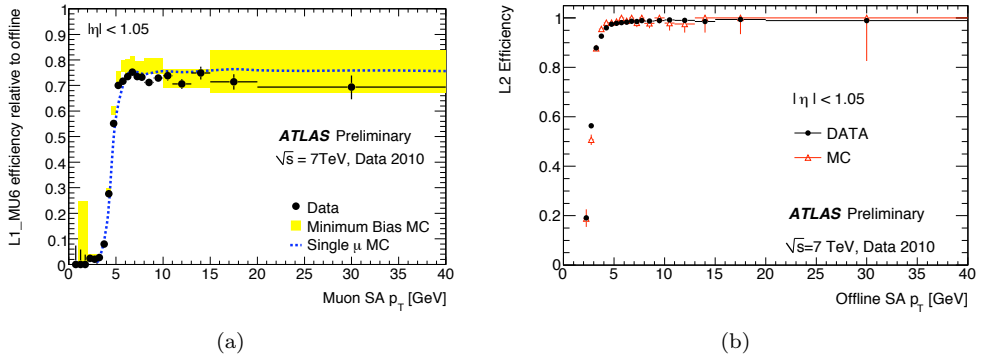 L1_MU6 efficiency relative to offline
1
0.9
0.8
0.7
0.6
0.5
0.4
0.3
0.2
0.1
0
|η| < 1.05
ATLAS Preliminary
√s = 7TeV, Data 2010
Data
Minimum Bias MC
Single μ MC
0 5 10 15 20 25 30 35 40
Muon SA pT [GeV]
(a)
L2 Efficiency
1
0.8
0.6
0.4
0.2
0
| η | < 1.05
DATA
MC
ATLAS Preliminary
√s=7 TeV, Data 2010
0 5 10 15 20 25 30 35 40
Offline SA pT [GeV]
(b)